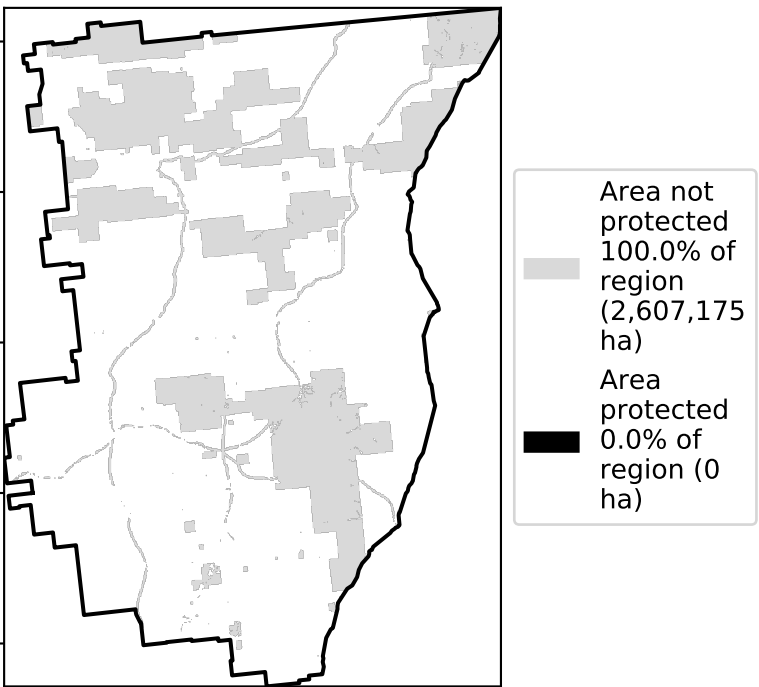 Area not
protected
100.0% of
region
(2,607,175
ha)
Area
protected
0.0% of
region (0
ha)